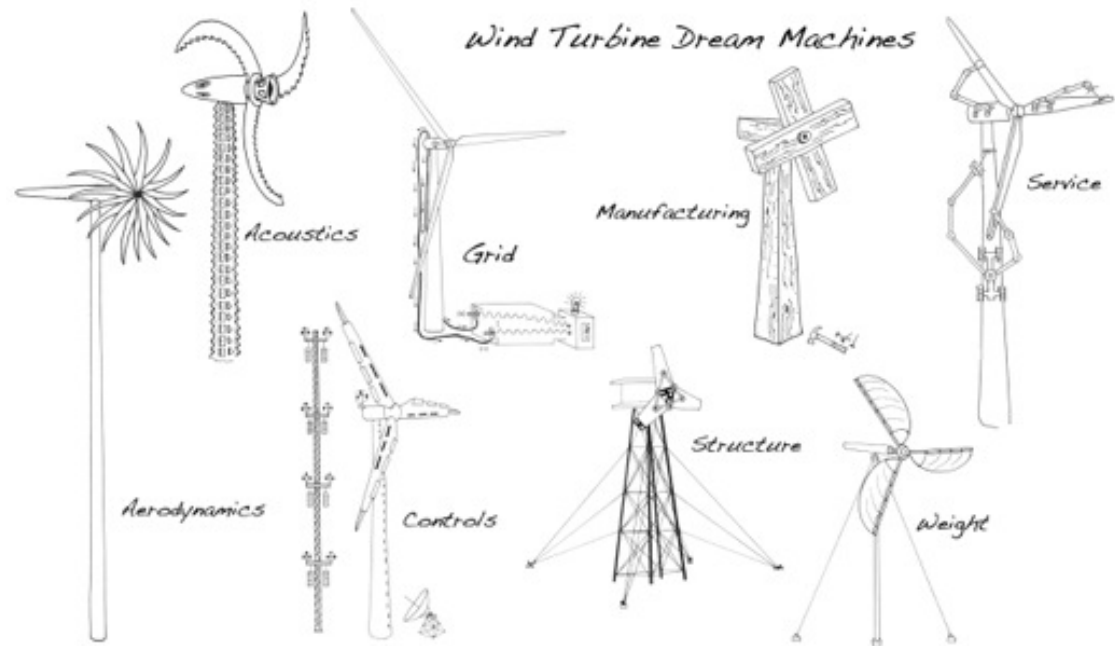 Wind Turbine Dream Machines
Acoustics
Grid
Manufacturing
Service
Aerodynamics
Controls
Structure
Weight